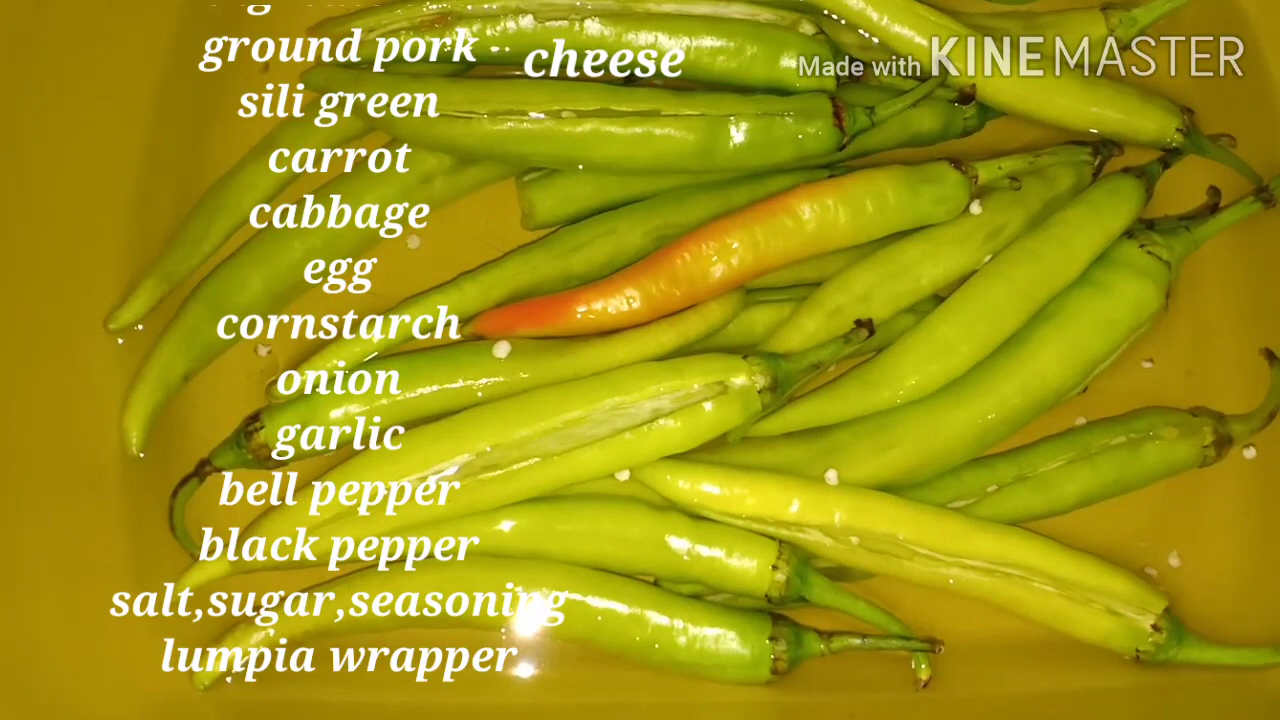 ground pork
cheese
Made with KINEMASTER
sili green
carrot
cabbage
egg
cornstarch
onion
garlic
bell pepper
black pepper
salt,sugar,seasoning
lumpia wrapper